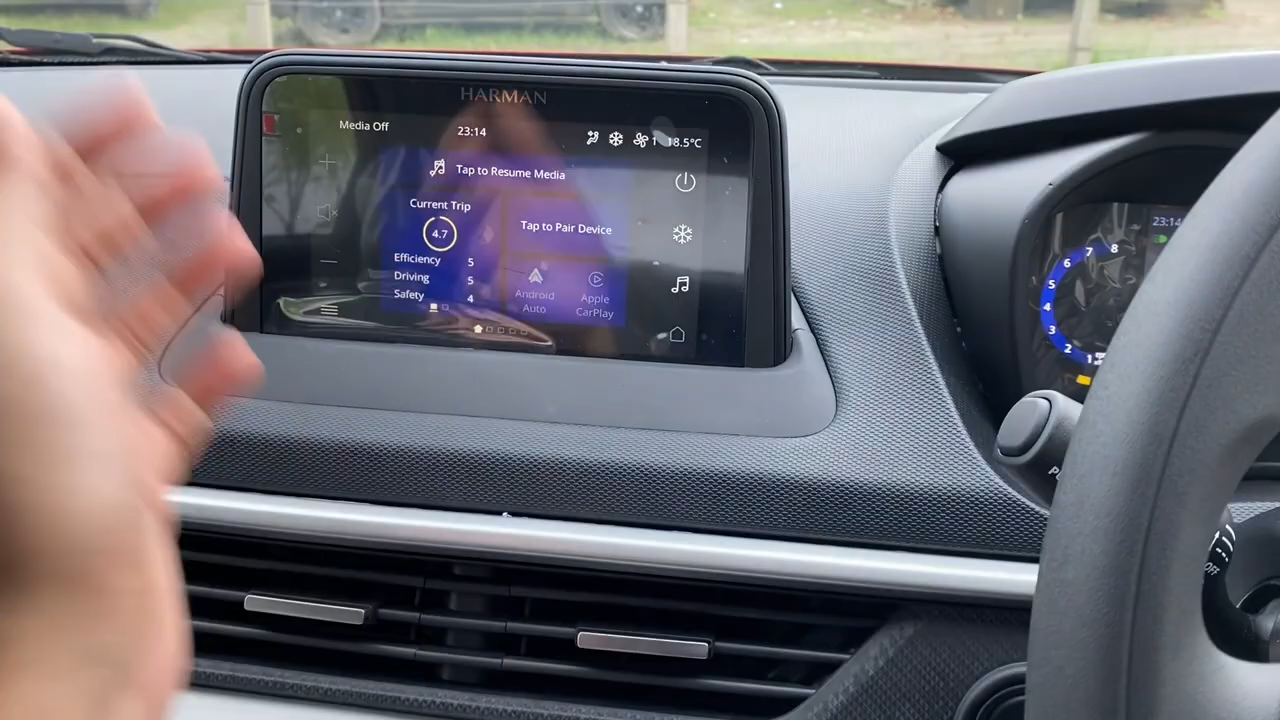 HARMAN
Media Off
23:14
1 18.5°C
Tap to Resume Media
Current Trip
4.7
Efficiency 5
Driving 5
Safety 4
Tap to Pair Device
Android Auto
Apple CarPlay
23:14
8
7
6
5
4
3
2
1
OFF